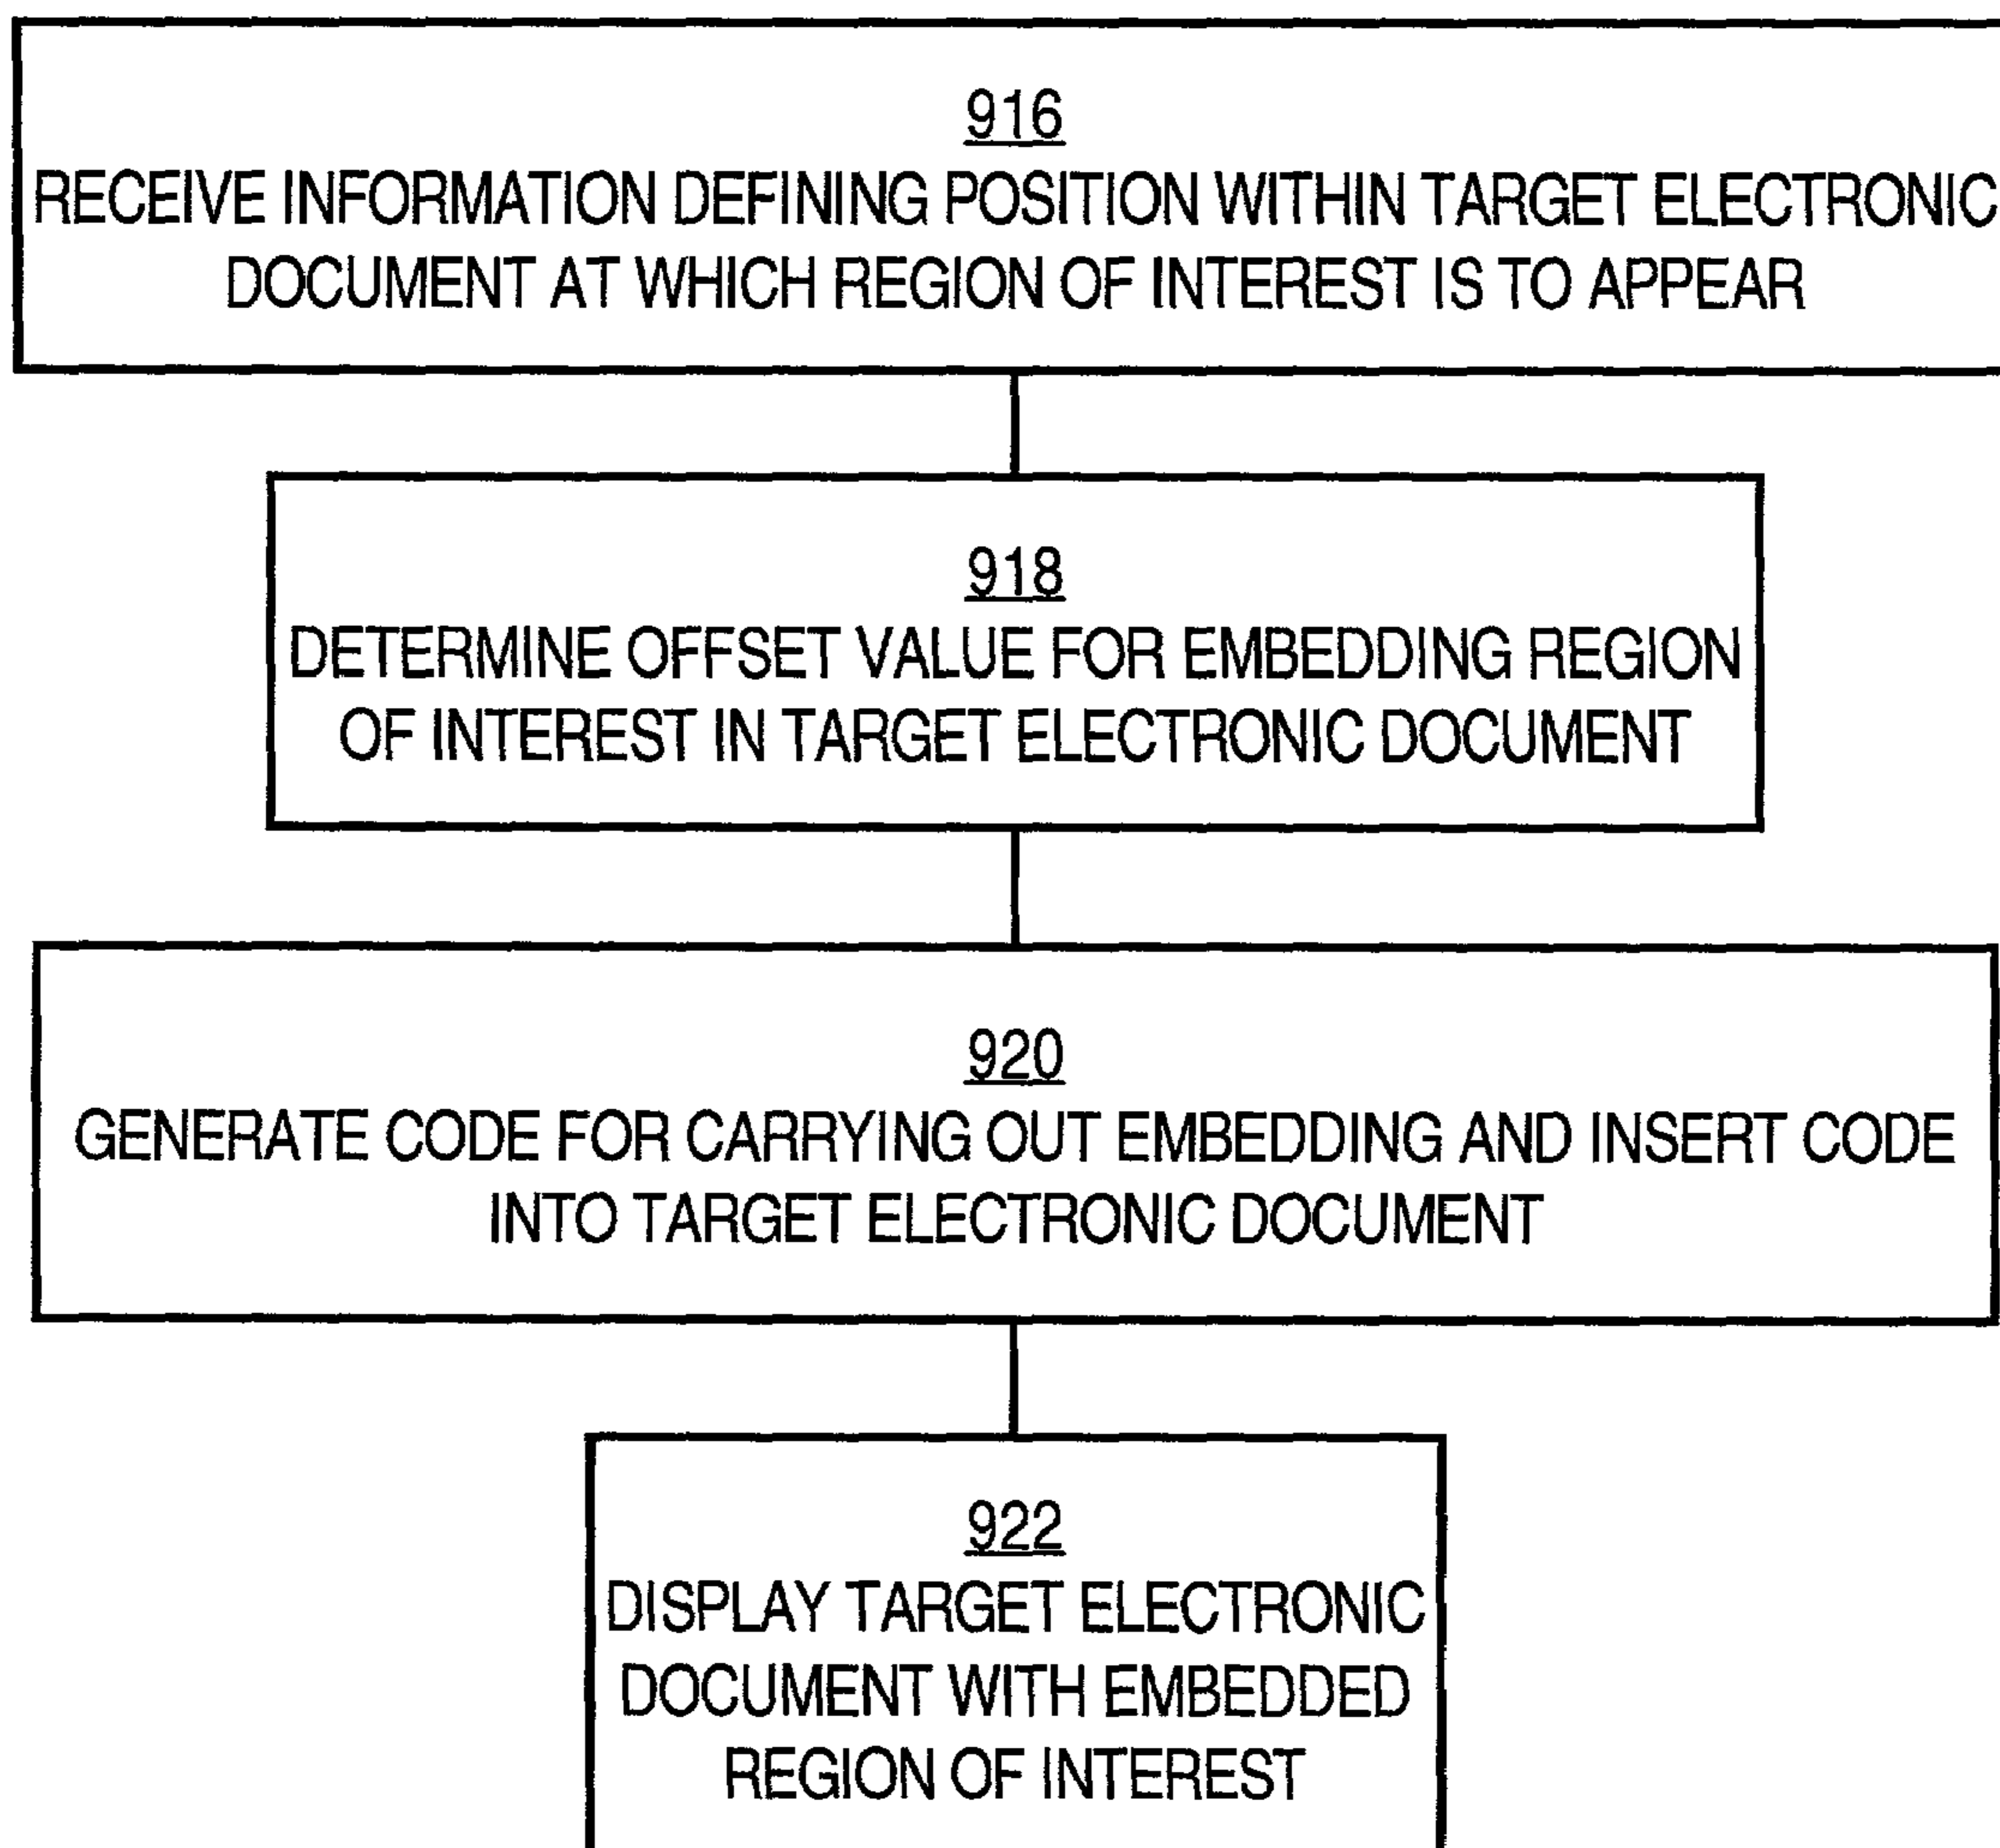 916
RECEIVE INFORMATION DEFINING POSITION WITHIN TARGET ELECTRONIC
DOCUMENT AT WHICH REGION OF INTEREST IS TO APPEAR
918
DETERMINE OFFSET VALUE FOR EMBEDDING REGION
OF INTEREST IN TARGET ELECTRONIC DOCUMENT
920
GENERATE CODE FOR CARRYING OUT EMBEDDING AND INSERT CODE
INTO TARGET ELECTRONIC DOCUMENT
922
DISPLAY TARGET ELECTRONIC
DOCUMENT WITH EMBEDDED
REGION OF INTEREST